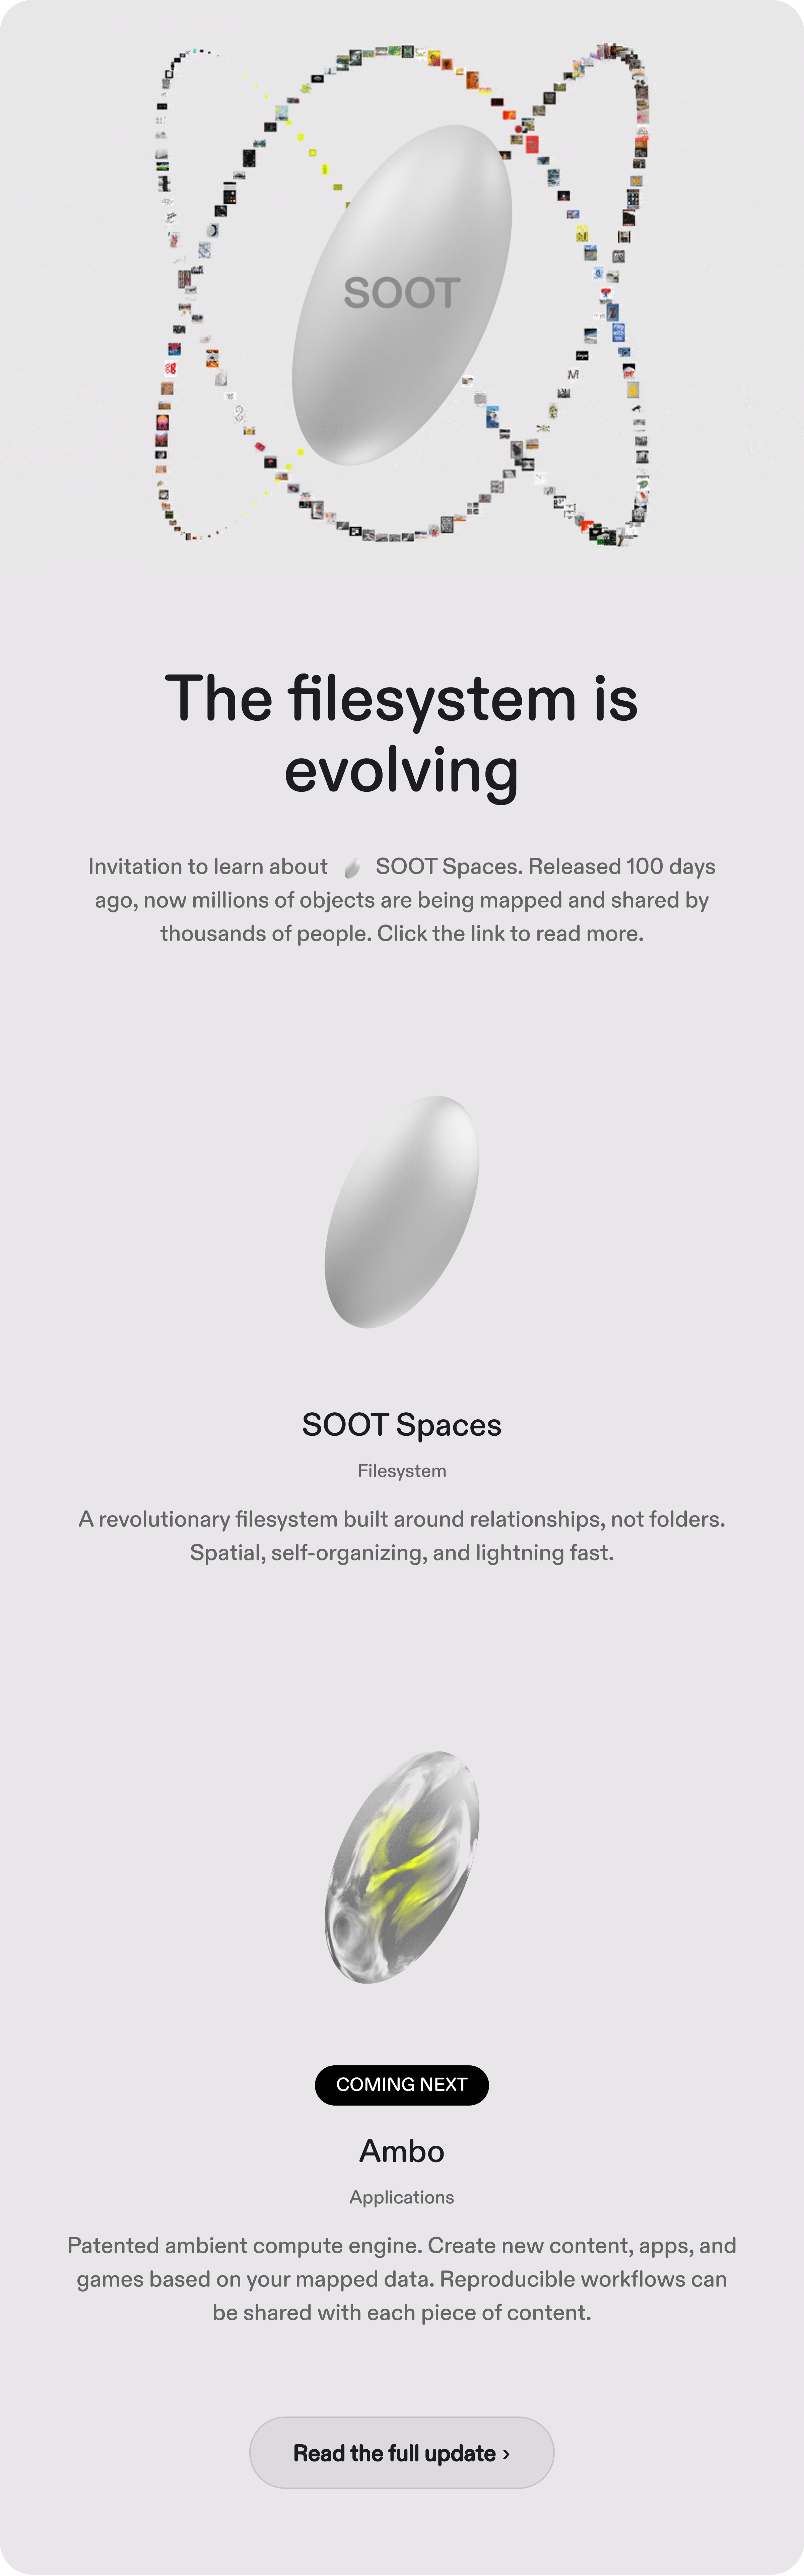 SOOT
The filesystem is
evolving
Invitation to learn about SOOT Spaces. Released 100 days
ago, now millions of objects are being mapped and shared by
thousands of people. Click the link to read more.
SOOT Spaces
Filesystem
A revolutionary filesystem built around relationships, not folders.
Spatial, self-organizing, and lightning fast.
COMING NEXT
Ambo
Applications
Patented ambient compute engine. Create new content, apps, and
games based on your mapped data. Reproducible workflows can
be shared with each piece of content.
Read the full update ›